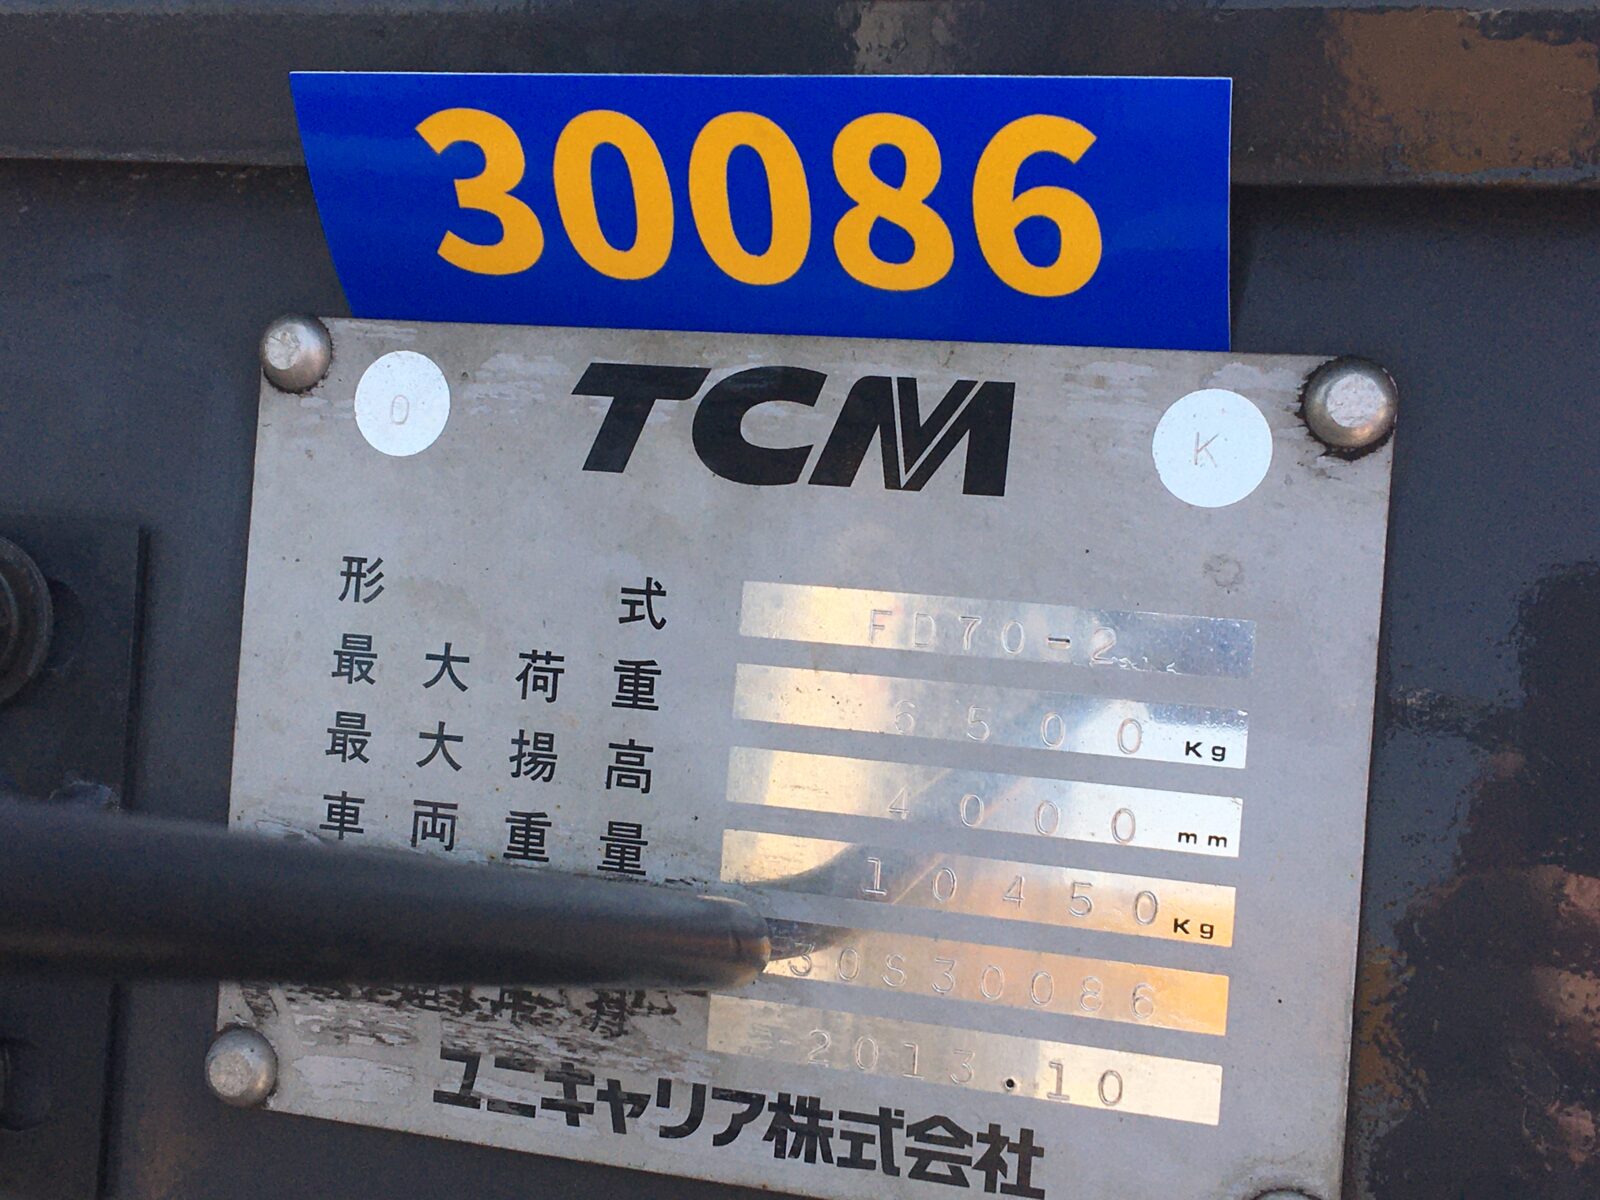 30086
TCM
O
K
形式 FD70-2
最大荷重 6500 Kg
最大揚高 4000 mm
車両重量 10450 Kg
30S30086
2013.10
ユニキャリア株式会社